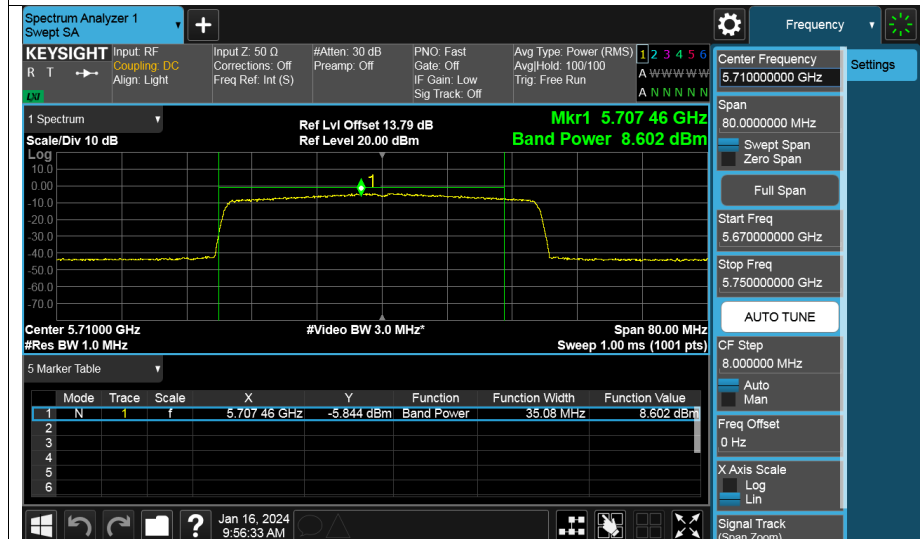 Spectrum Analyzer 1
Swept SA
+
Frequency
KEYSIGHT
R T
LXI
Input: RF
Coupling: DC
Align: Light
Input Z: 50 Ω
Corrections: Off
Freq Ref: Int (S)
#Atten: 30 dB
Preamp: Off
PNO: Fast
Gate: Off
IF Gain: Low
Sig Track: Off
Avg Type: Power (RMS)
Avg|Hold: 100/100
Trig: Free Run
1 2 3 4 5 6
A W W W W W
A N N N N N
Center Frequency
5.710000000 GHz
Settings
1 Spectrum
Scale/Div 10 dB
Ref Lvl Offset 13.79 dB
Ref Level 20.00 dBm
Mkr1 5.707 46 GHz
Band Power 8.602 dBm
Span
80.0000000 MHz
Swept Span
Zero Span
Full Span
Start Freq
5.670000000 GHz
Stop Freq
5.750000000 GHz
AUTO TUNE
CF Step
8.000000 MHz
Auto
Man
Freq Offset
0 Hz
X Axis Scale
Log
Lin
Signal Track
(Span Zoom)
Log
10.0
0.00
-10.0
-20.0
-30.0
-40.0
-50.0
-60.0
-70.0
1
Center 5.71000 GHz
#Res BW 1.0 MHz
#Video BW 3.0 MHz*
Span 80.00 MHz
Sweep 1.00 ms (1001 pts)
5 Marker Table
Mode Trace Scale X Y Function Function Width Function Value
1 N 1 f 5.707 46 GHz -5.844 dBm Band Power 35.08 MHz 8.602 dBm
2
3
4
5
6
?
Jan 16, 2024
9:56:33 AM